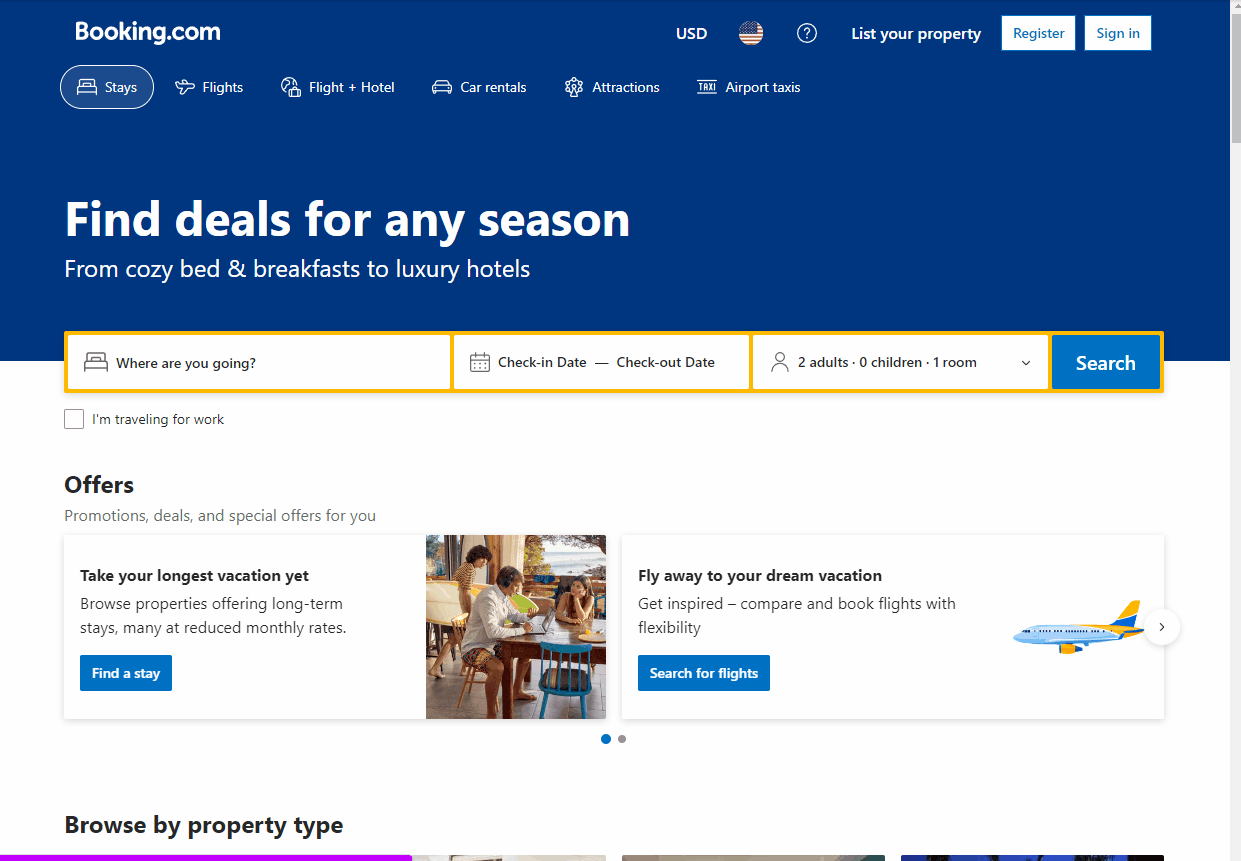 Booking.com
USD
List your property
Register
Sign in
Stays
Flights
Flight + Hotel
Car rentals
Attractions
TAXI
Airport taxis
Find deals for any season
From cozy bed & breakfasts to luxury hotels
Where are you going?
Check-in Date — Check-out Date
2 adults · 0 children · 1 room
Search
I'm traveling for work
Offers
Promotions, deals, and special offers for you
Take your longest vacation yet
Browse properties offering long-term
stays, many at reduced monthly rates.
Find a stay
Fly away to your dream vacation
Get inspired – compare and book flights with
flexibility
Search for flights
Browse by property type